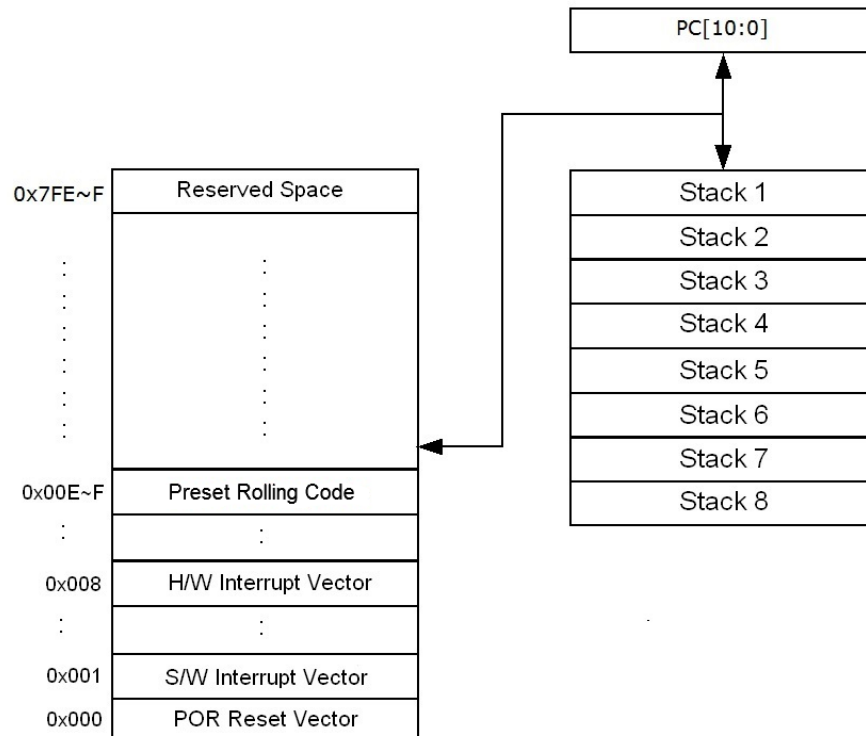 PC[10:0]
0x7FE~F Reserved Space
Stack 1
Stack 2
Stack 3
Stack 4
Stack 5
Stack 6
Stack 7
Stack 8
0x00E~F Preset Rolling Code
0x008 H/W Interrupt Vector
0x001 S/W Interrupt Vector
0x000 POR Reset Vector